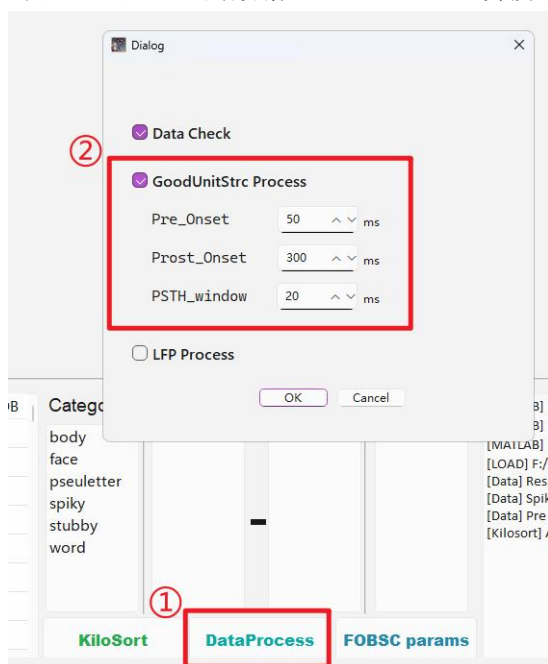 Dialog
Data Check
②
GoodUnitStrc Process
Pre_Onset 50 ms
Prost_Onset 300 ms
PSTH_window 20 ms
LFP Process
OK Cancel
Catego
body
face
pseuletter
spiky
stubby
word
B]
B]
[MATLAB]
[LOAD] F:/
[Data] Res
[Data] Spik
[Data] Pre
[Kilosort]
①
KiloSort DataProcess FOBSC params